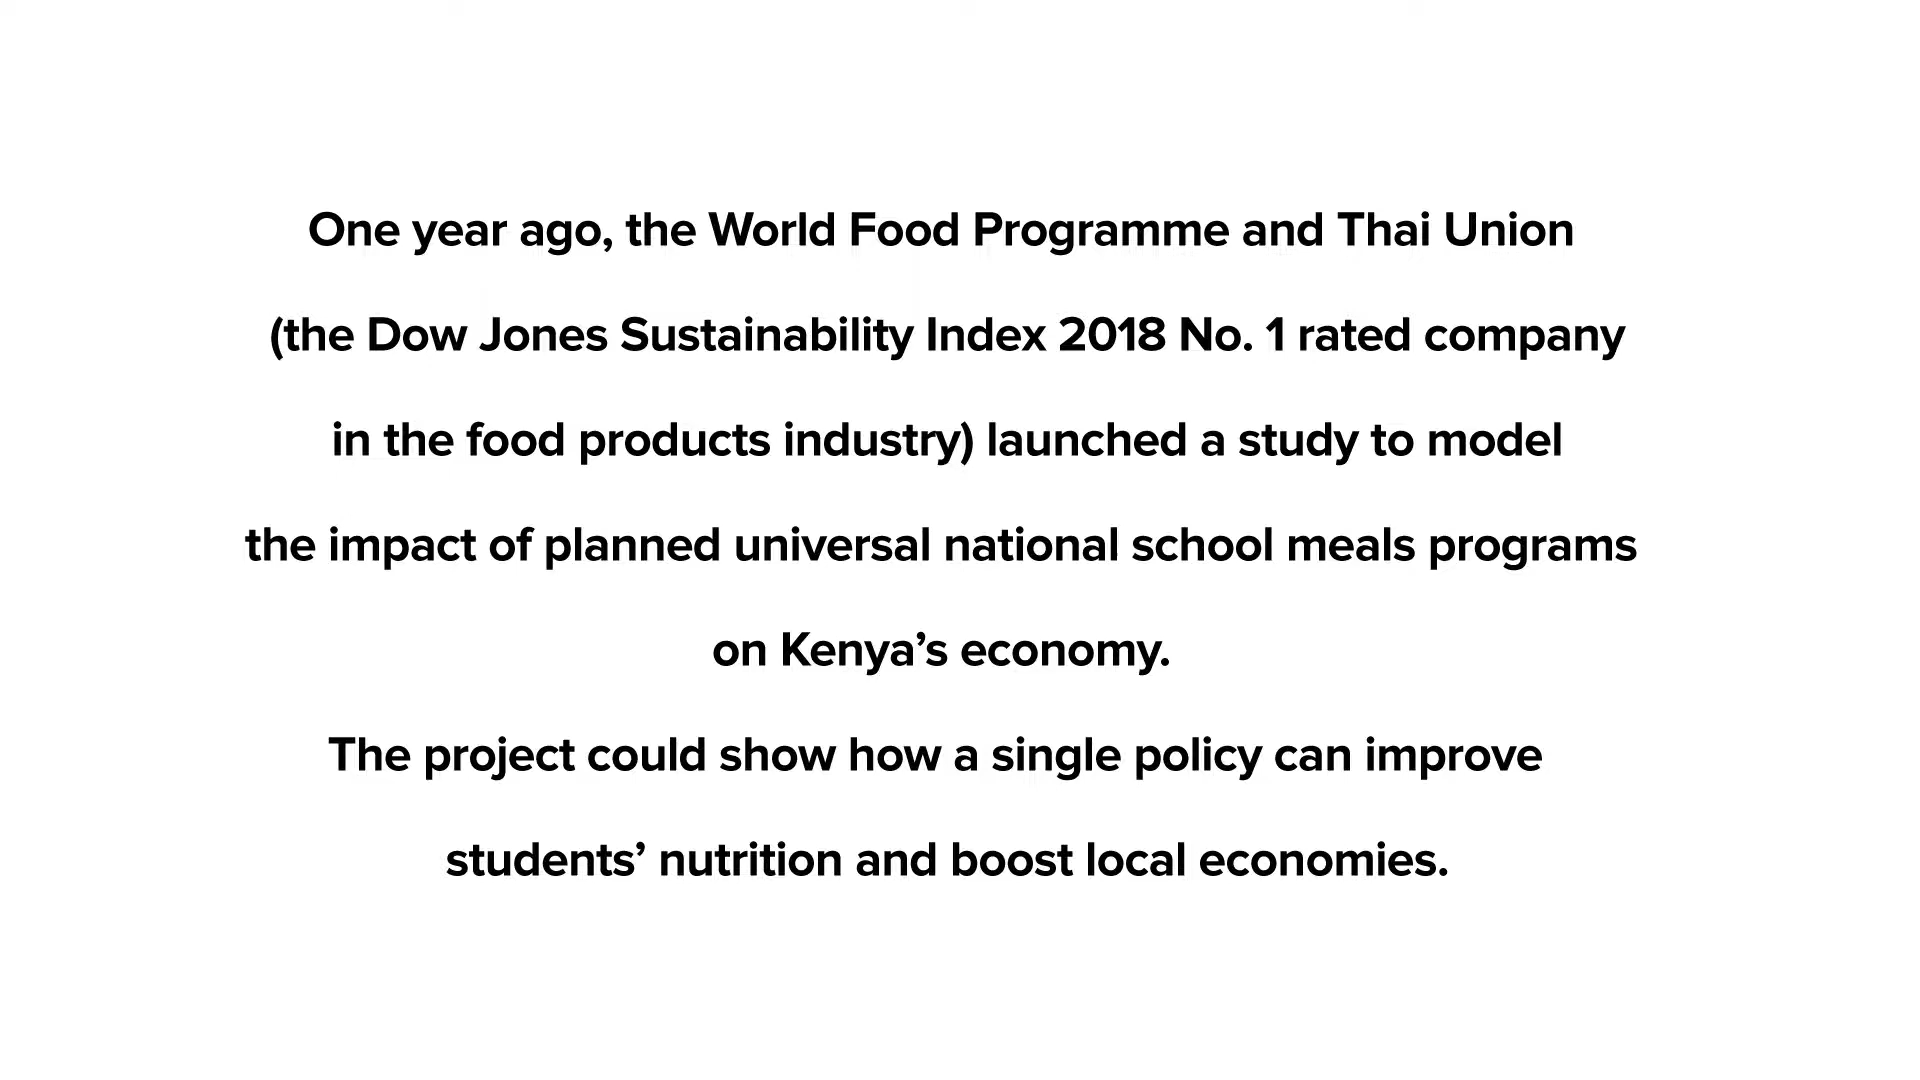 One year ago, the World Food Programme and Thai Union
(the Dow Jones Sustainability Index 2018 No. 1 rated company
in the food products industry) launched a study to model
the impact of planned universal national school meals programs
on Kenya’s economy.
The project could show how a single policy can improve
students’ nutrition and boost local economies.